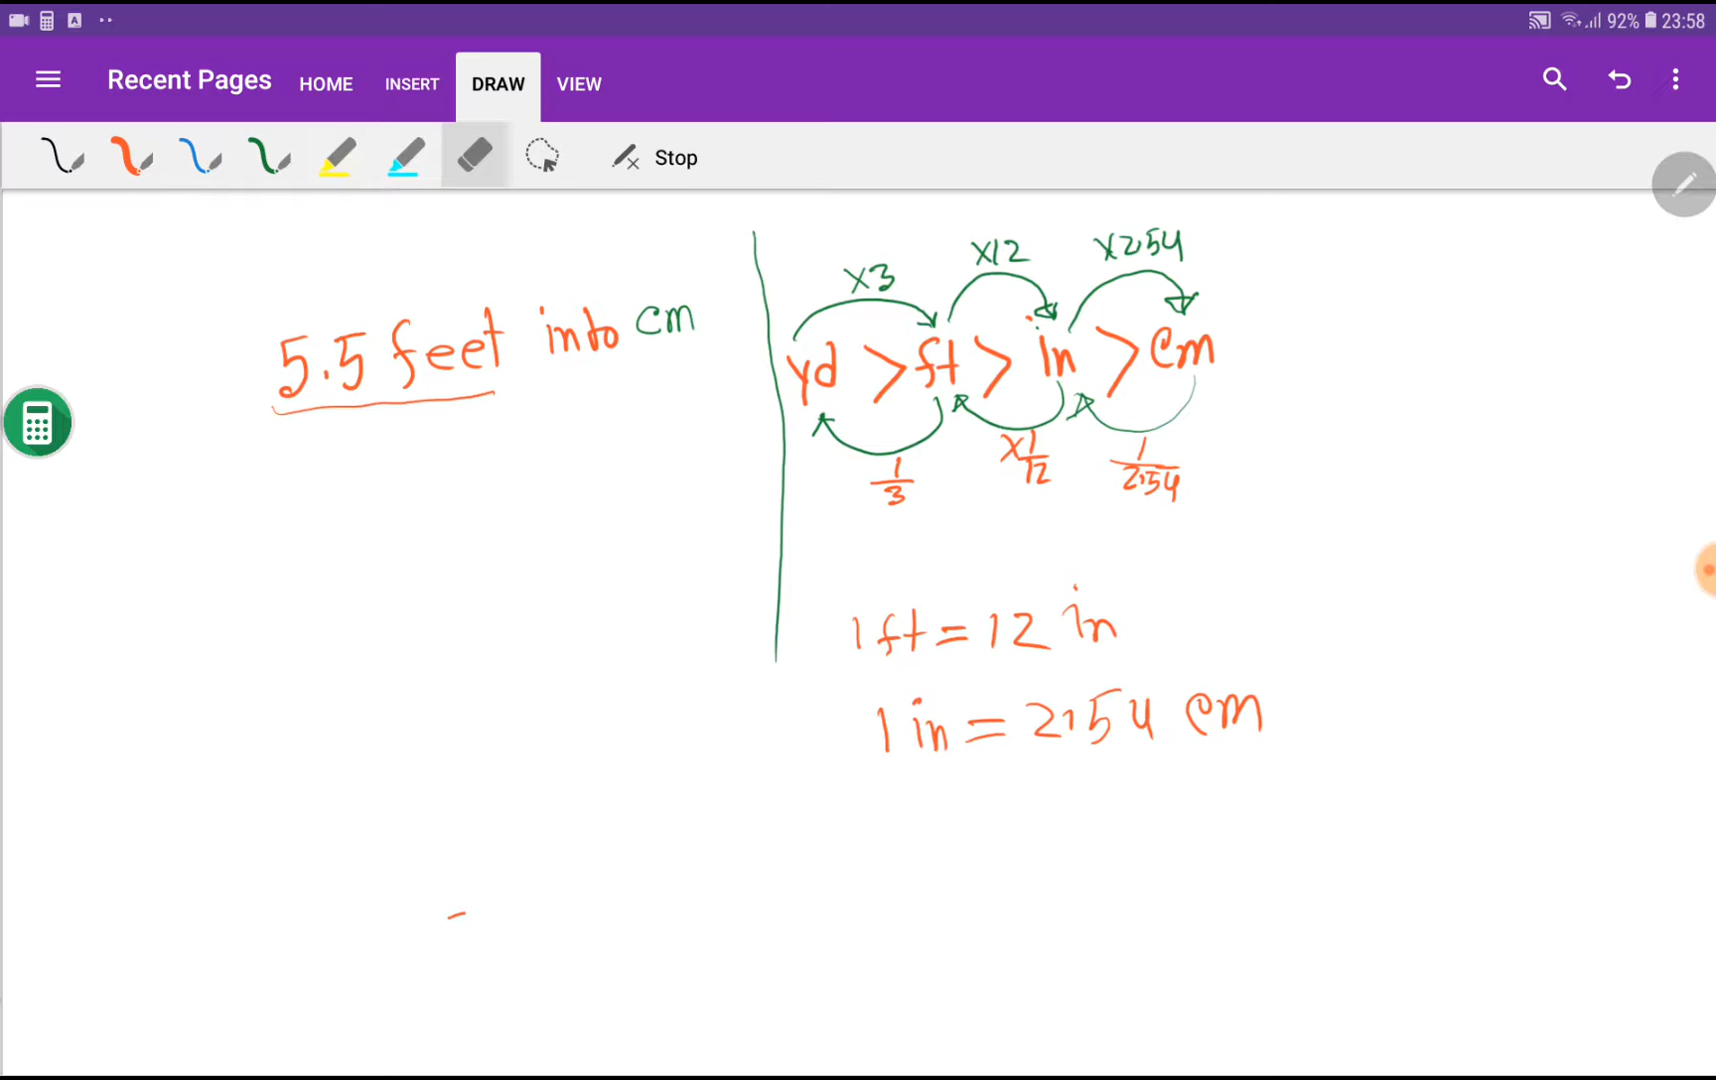 92% 23:58
Recent Pages HOME INSERT DRAW VIEW
Stop
5.5 feet into cm
x3 x12 x2.54
yd > ft > in > cm
1/3 x1/12 1/2.54
1 ft = 12 in
1 in = 2.54 cm